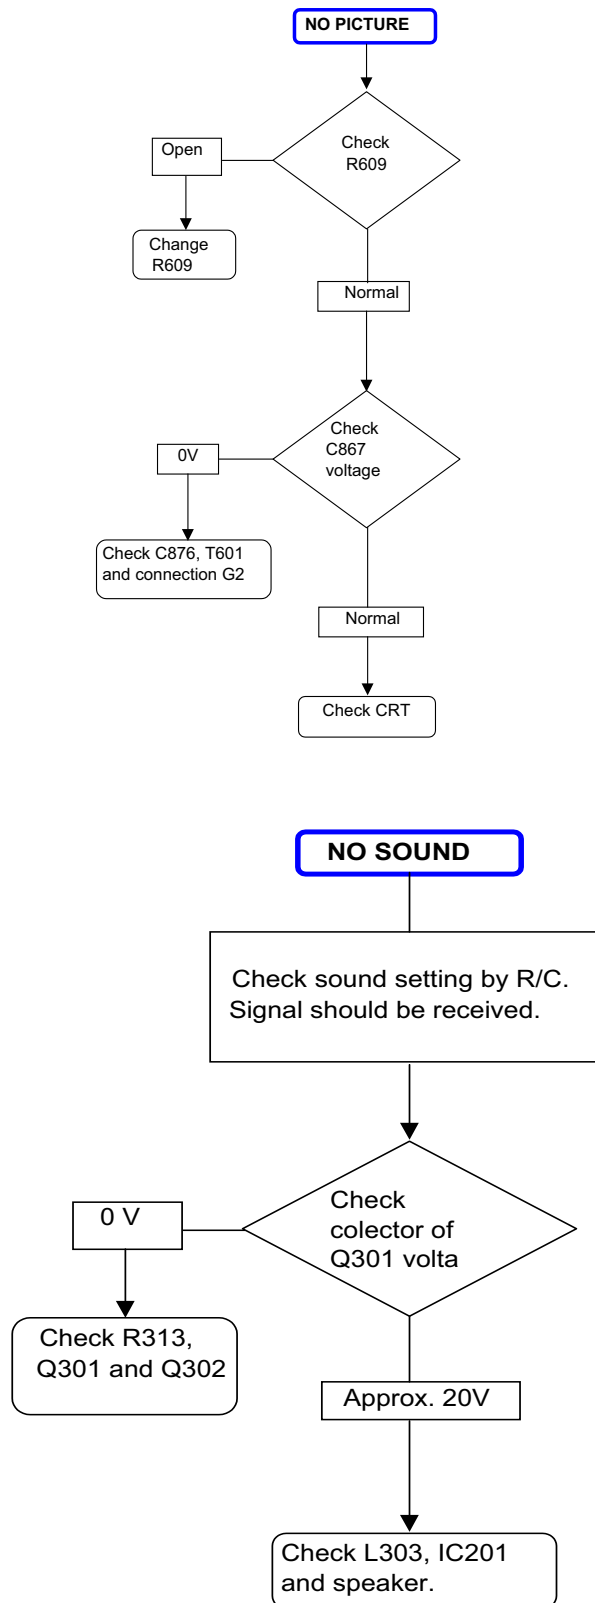 NO PICTURE
Check
R609
Open
Change
R609
Normal
Check
C867
voltage
0V
Check C876, T601
and connection G2
Normal
Check CRT
NO SOUND
Check sound setting by R/C.
Signal should be received.
Check
colector of
Q301 volta
0 V
Check R313,
Q301 and Q302
Approx. 20V
Check L303, IC201
and speaker.